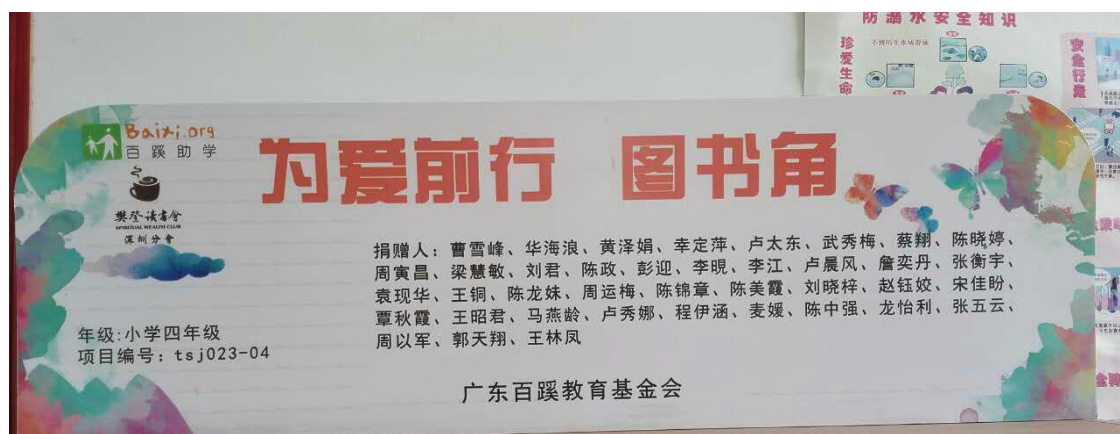 防溺水安全知识
珍爱生命
安全行走
Baixi.org
百蹊助学
樊登读书会
SPIRITUAL WEALTH CLUB
深圳分会
为爱前行 图书角
捐赠人：曹雪峰、华海浪、黄泽娟、幸定萍、卢太东、武秀梅、蔡翔、陈晓婷、
周寅昌、梁慧敏、刘君、陈政、彭迎、李晛、李江、卢晨风、詹奕丹、张衡宇、
袁现华、王铜、陈龙妹、周运梅、陈锦章、陈美霞、刘晓梓、赵钰姣、宋佳盼、
覃秋霞、王昭君、马燕龄、卢秀娜、程伊涵、麦媛、陈中强、龙怡利、张五云、
周以军、郭天翔、王林凤
年级:小学四年级
项目编号：tsj023-04
广东百蹊教育基金会